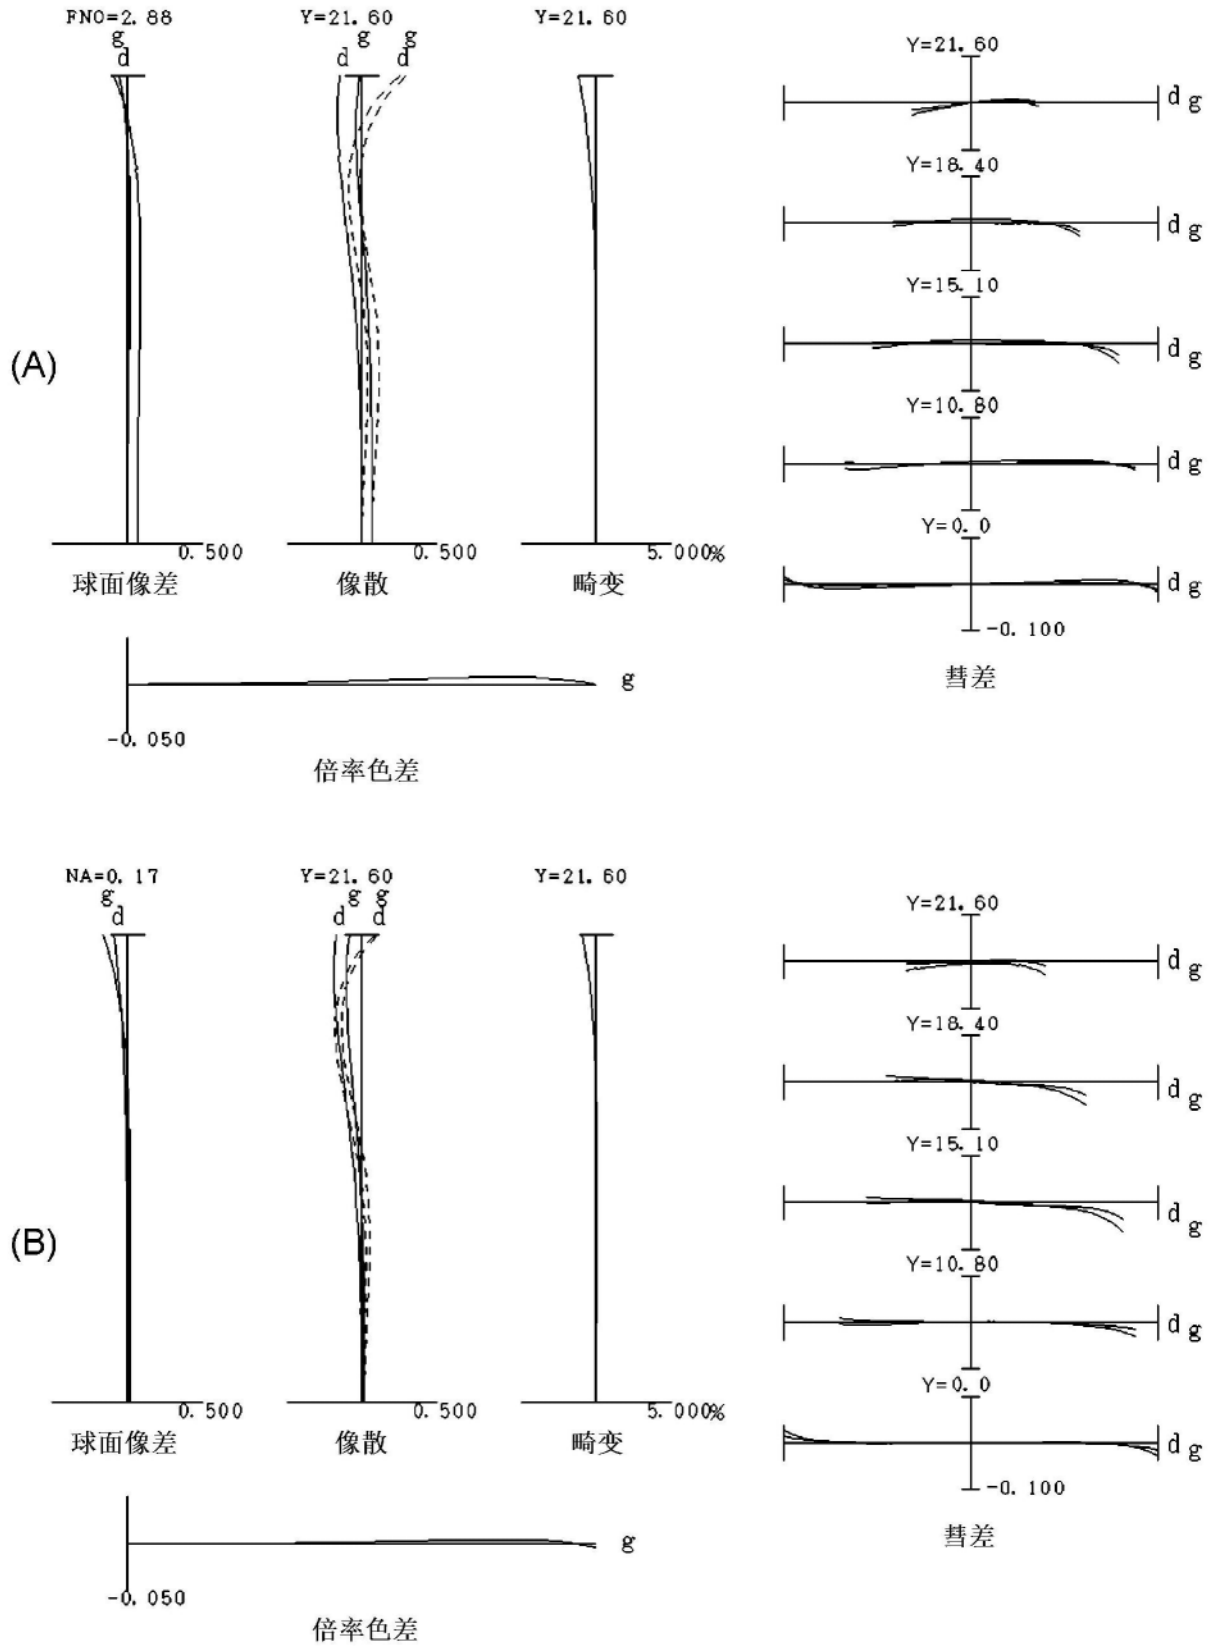 FNO=2.88
Y=21.60
Y=21.60
g
d
d
g
g
d
(A)
0.500
0.500
5.000%
球面像差
像散
畸变
Y=21.60
d g
Y=18.40
d g
Y=15.10
d g
Y=10.80
d g
Y=0.0
d g
-0.100
彗差
g
-0.050
倍率色差
NA=0.17
Y=21.60
Y=21.60
g
d
d
g
g
d
(B)
0.500
0.500
5.000%
球面像差
像散
畸变
Y=21.60
d g
Y=18.40
d g
Y=15.10
d g
Y=10.80
d g
Y=0.0
d g
-0.100
彗差
g
-0.050
倍率色差